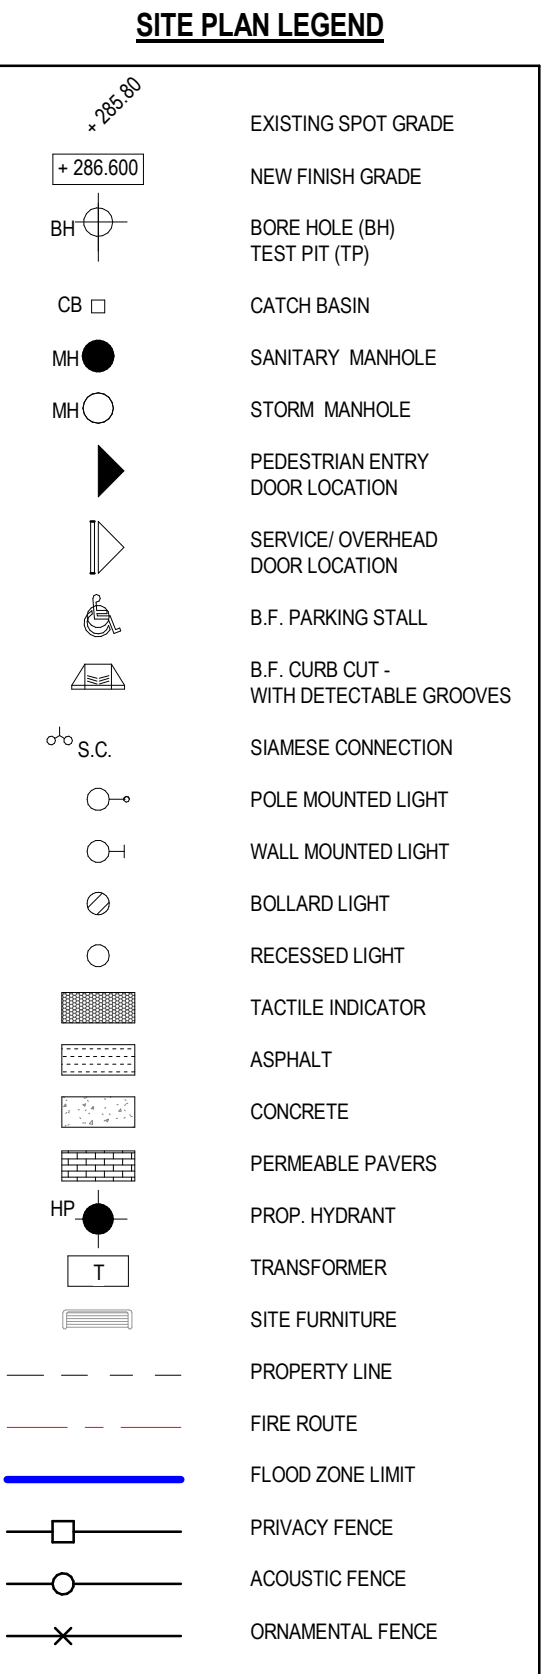 SITE PLAN LEGEND
+ 285.80
EXISTING SPOT GRADE
+ 286.600
NEW FINISH GRADE
BH
BORE HOLE (BH)
TEST PIT (TP)
CB
CATCH BASIN
MH
SANITARY MANHOLE
MH
STORM MANHOLE
PEDESTRIAN ENTRY
DOOR LOCATION
SERVICE/ OVERHEAD
DOOR LOCATION
B.F. PARKING STALL
B.F. CURB CUT -
WITH DETECTABLE GROOVES
S.C.
SIAMESE CONNECTION
POLE MOUNTED LIGHT
WALL MOUNTED LIGHT
BOLLARD LIGHT
RECESSED LIGHT
TACTILE INDICATOR
ASPHALT
CONCRETE
PERMEABLE PAVERS
HP
PROP. HYDRANT
T
TRANSFORMER
SITE FURNITURE
PROPERTY LINE
FIRE ROUTE
FLOOD ZONE LIMIT
PRIVACY FENCE
ACOUSTIC FENCE
ORNAMENTAL FENCE